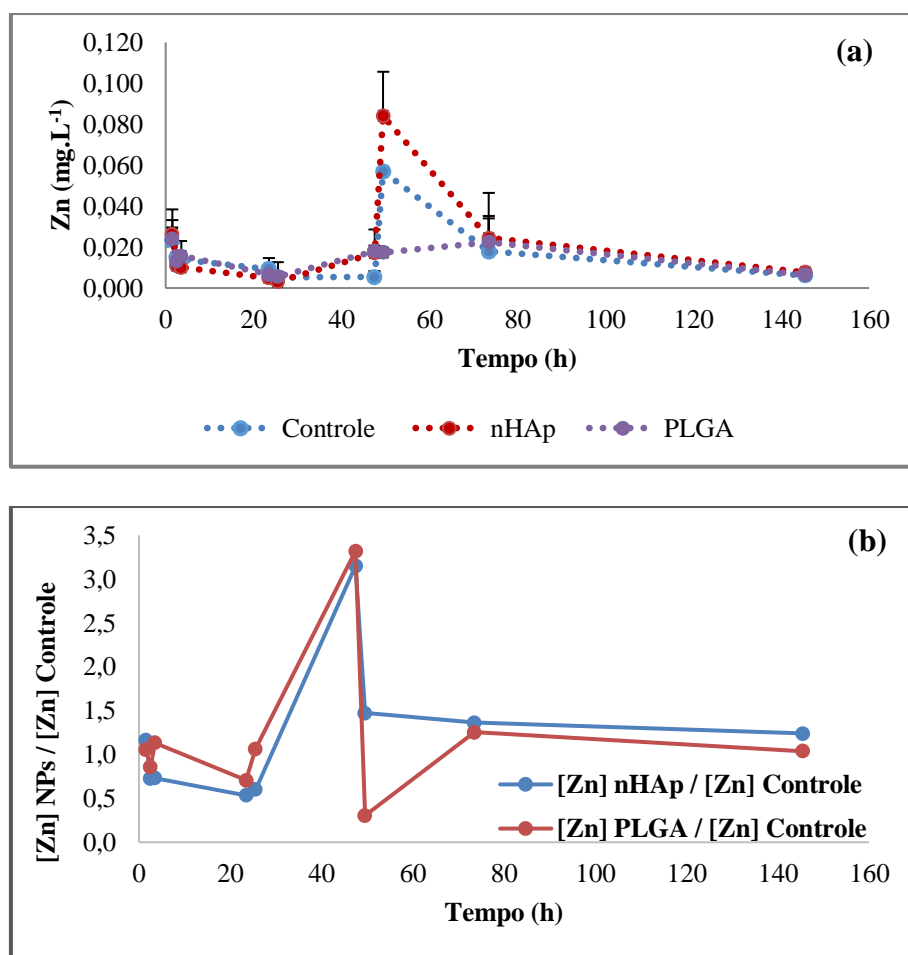 (a)
0,120
0,100
0,080
0,060
0,040
0,020
0,000
Zn (mg.L-1)
0 20 40 60 80 100 120 140 160
Tempo (h)
Controle nHAp PLGA
(b)
3,5
3,0
2,5
2,0
1,5
1,0
0,5
0,0
[Zn] NPs / [Zn] Controle
[Zn] nHAp / [Zn] Controle
[Zn] PLGA / [Zn] Controle
0 20 40 60 80 100 120 140 160
Tempo (h)